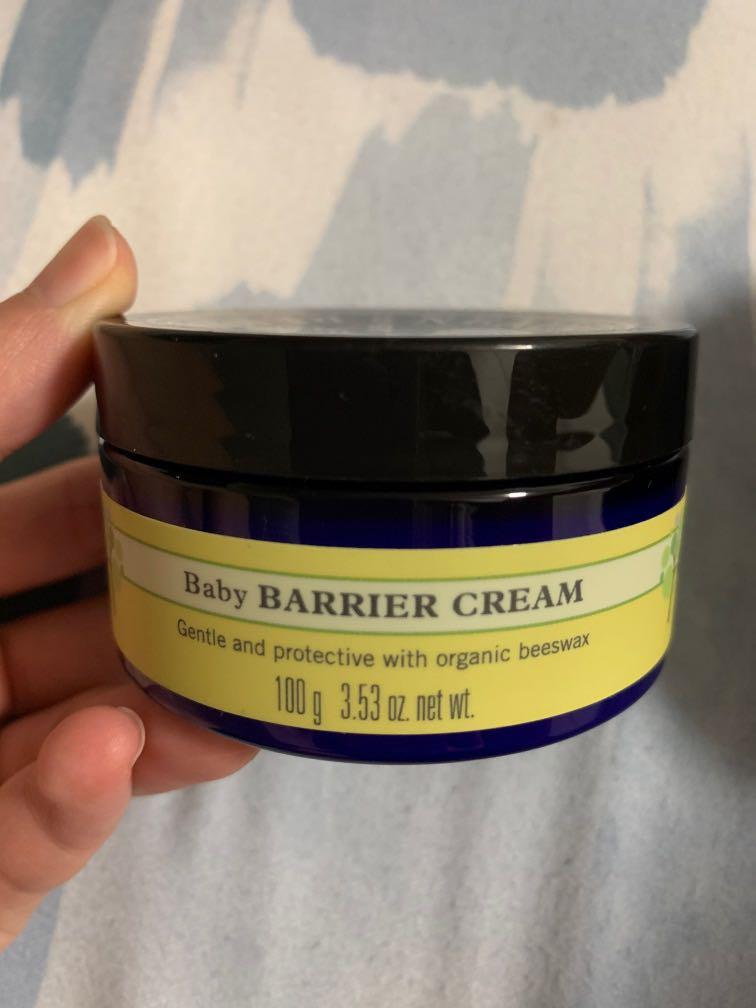 Baby BARRIER CREAM
Gentle and protective with organic beeswax
100 g 3.53 oz. net wt.